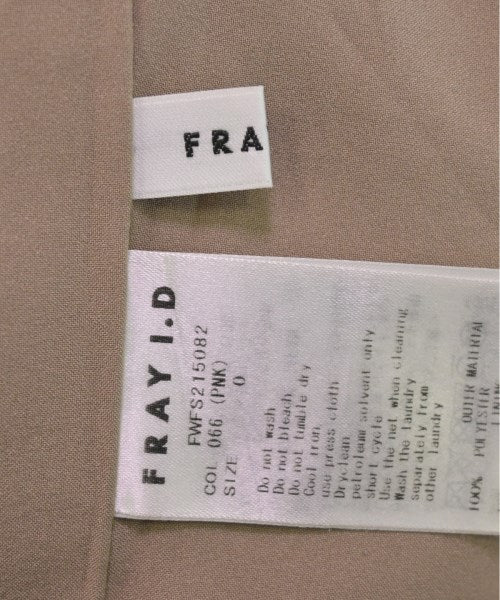 FRA
FRAY I.D
FWFS215082
COL 066 (PNK)
SIZE 0
Do not wash
Do not bleach
Do not tumble dry
Cool iron
use press cloth
Dryclean
petroleum solvent only
short cycle
Use the net when cleaning
Wash the laundry
separately from
other laundry
OUTER MATERIAL
100% POLYESTER